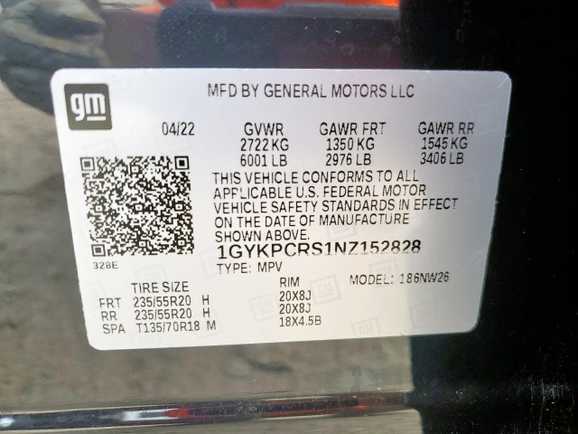 gm
MFD BY GENERAL MOTORS LLC
04/22 GVWR GAWR FRT GAWR RR
2722 KG 1350 KG 1545 KG
6001 LB 2976 LB 3406 LB
THIS VEHICLE CONFORMS TO ALL
APPLICABLE U.S. FEDERAL MOTOR
VEHICLE SAFETY STANDARDS IN EFFECT
ON THE DATE OF MANUFACTURE
SHOWN ABOVE.
1GYKPCRS1NZ152828
328E
TYPE: MPV MODEL: 186NW26
TIRE SIZE RIM
FRT 235/55R20 H 20X8J
RR 235/55R20 H 20X8J
SPA T135/70R18 M 18X4.5B